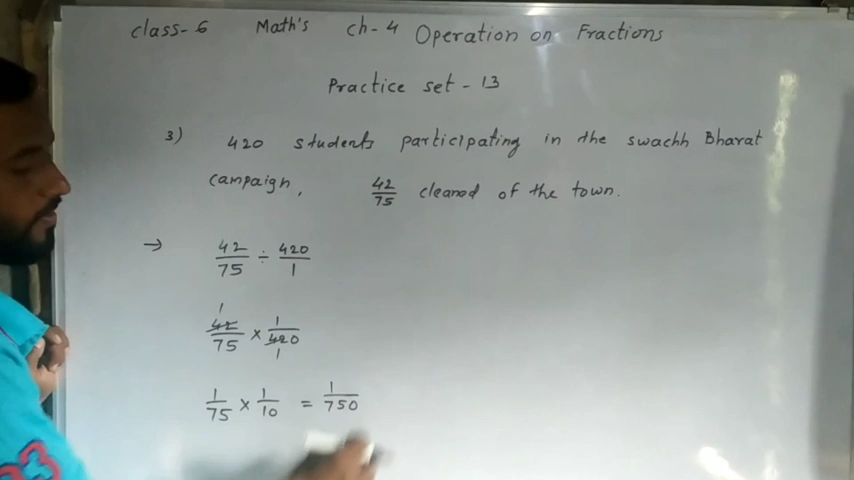 class-6 Math's ch-4 Operation on Fractions
Practice set - 13
3) 420 students participating in the swachh Bharat
campaign, 42/75 cleaned of the town.
→ 42/75 ÷ 420/1
1
42/75 × 1/420
1
1/75 × 1/10 = 1/750